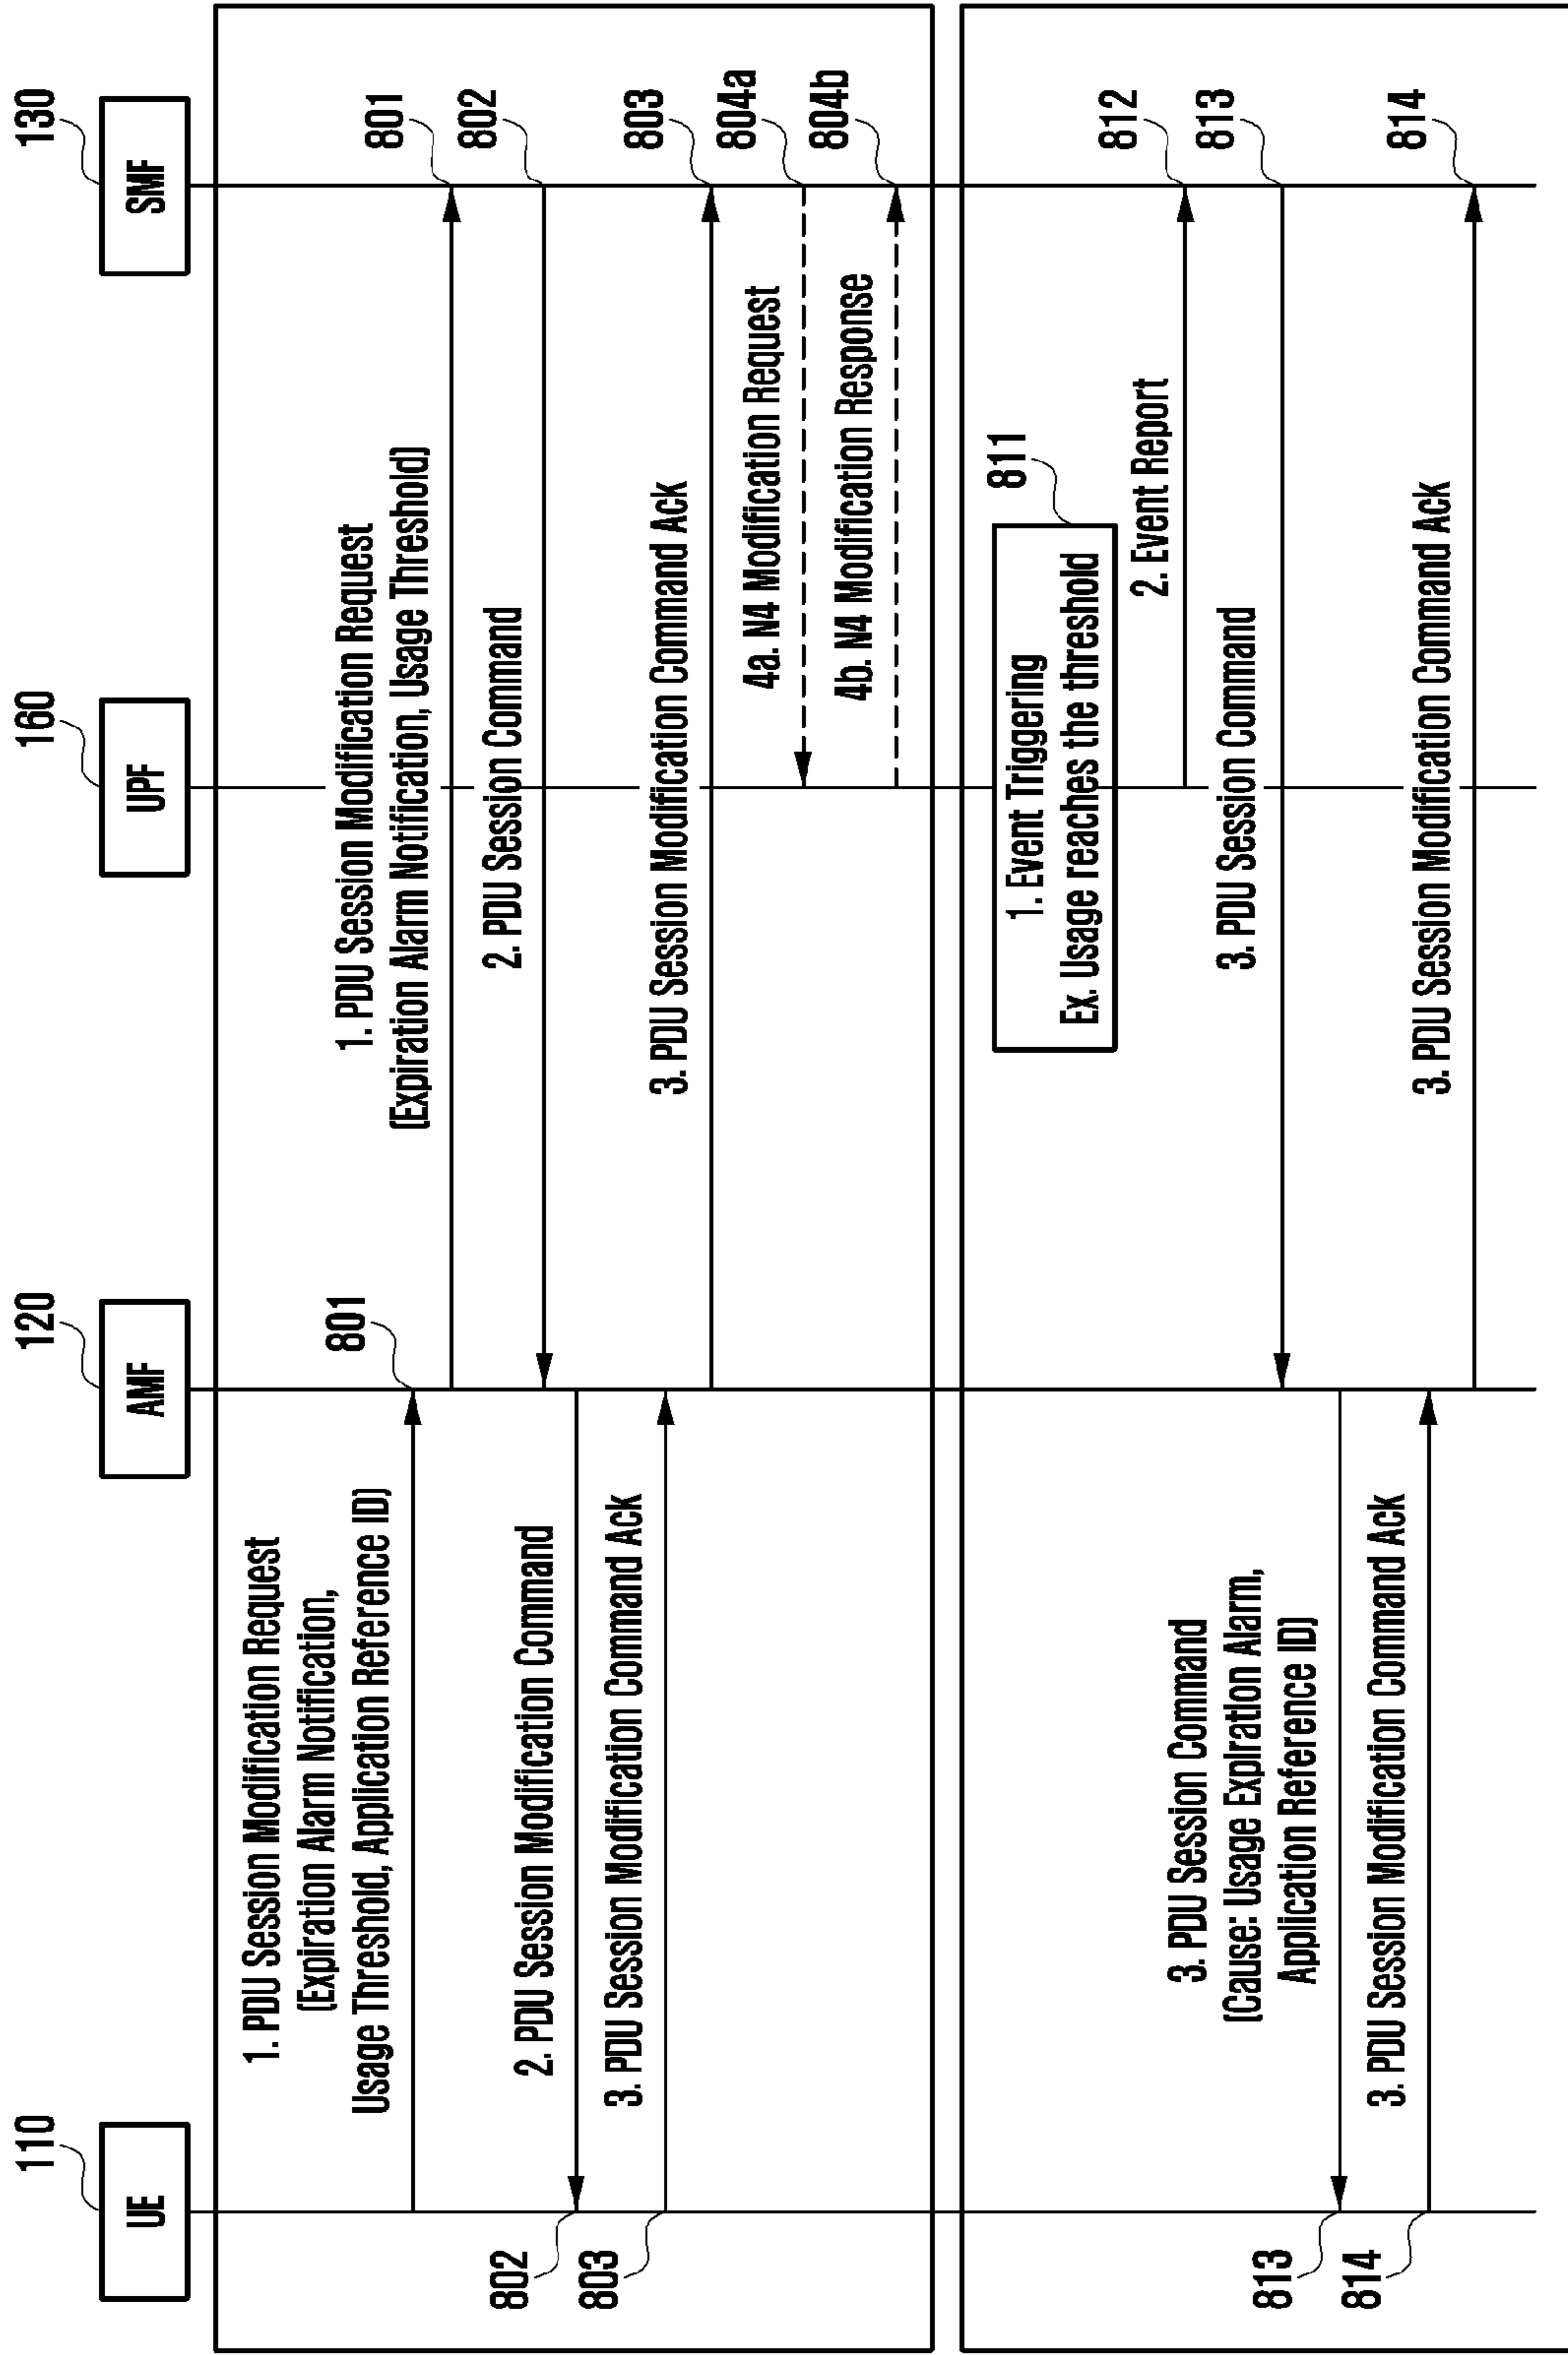 110
120
160
130
UE
AMF
UPF
SMF
1. PDU Session Modification Request
(Expiration Alarm Notification,
Usage Threshold, Application Reference ID)
801
1. PDU Session Modification Request
(Expiration Alarm Notification, Usage Threshold)
801
2. PDU Session Command
802
2. PDU Session Modification Command
802
3. PDU Session Modification Command Ack
803
3. PDU Session Modification Command Ack
803
4a. N4 Modification Request
804a
4b. N4 Modification Response
804b
1. Event Triggering
Ex. Usage reaches the threshold
811
2. Event Report
812
3. PDU Session Command
813
3. PDU Session Command
(Cause: Usage Expiration Alarm,
Application Reference ID)
813
3. PDU Session Modification Command Ack
814
3. PDU Session Modification Command Ack
814